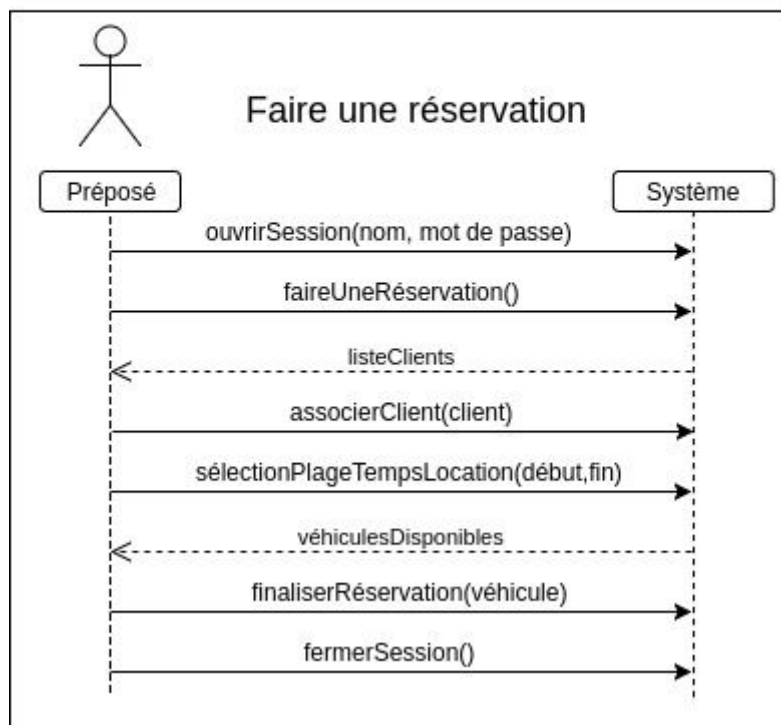 Faire une réservation
Préposé
Système
ouvrirSession(nom, mot de passe)
faireUneRéservation()
listeClients
associerClient(client)
sélectionPlageTempsLocation(début,fin)
véhiculesDisponibles
finaliserRéservation(véhicule)
fermerSession()